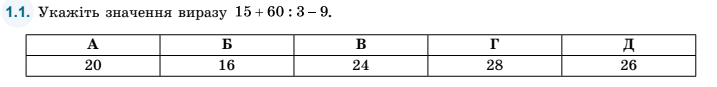 1.1. Укажіть значення виразу 15 + 60 : 3 – 9.
А Б В Г Д
20 16 24 28 26